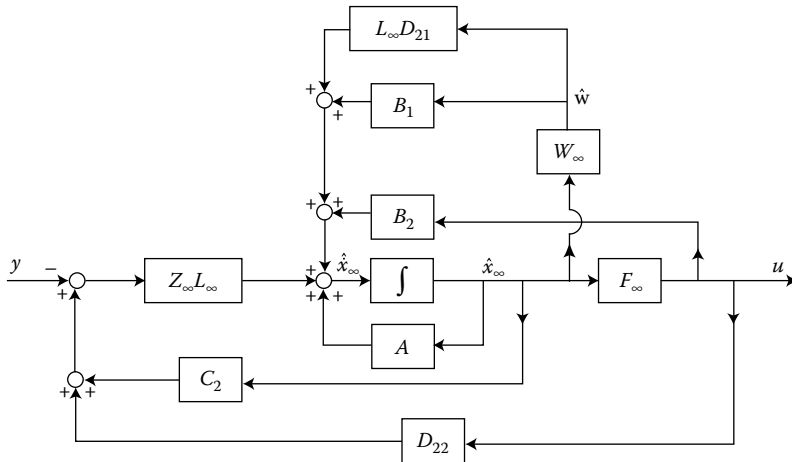 L∞D21
+
+
B1
ŵ
+
W∞
+
+
B2
y
−
+
Z∞L∞
+
+
+
+
x̂̇∞
∫
x̂∞
F∞
u
A
C2
+
+
D22